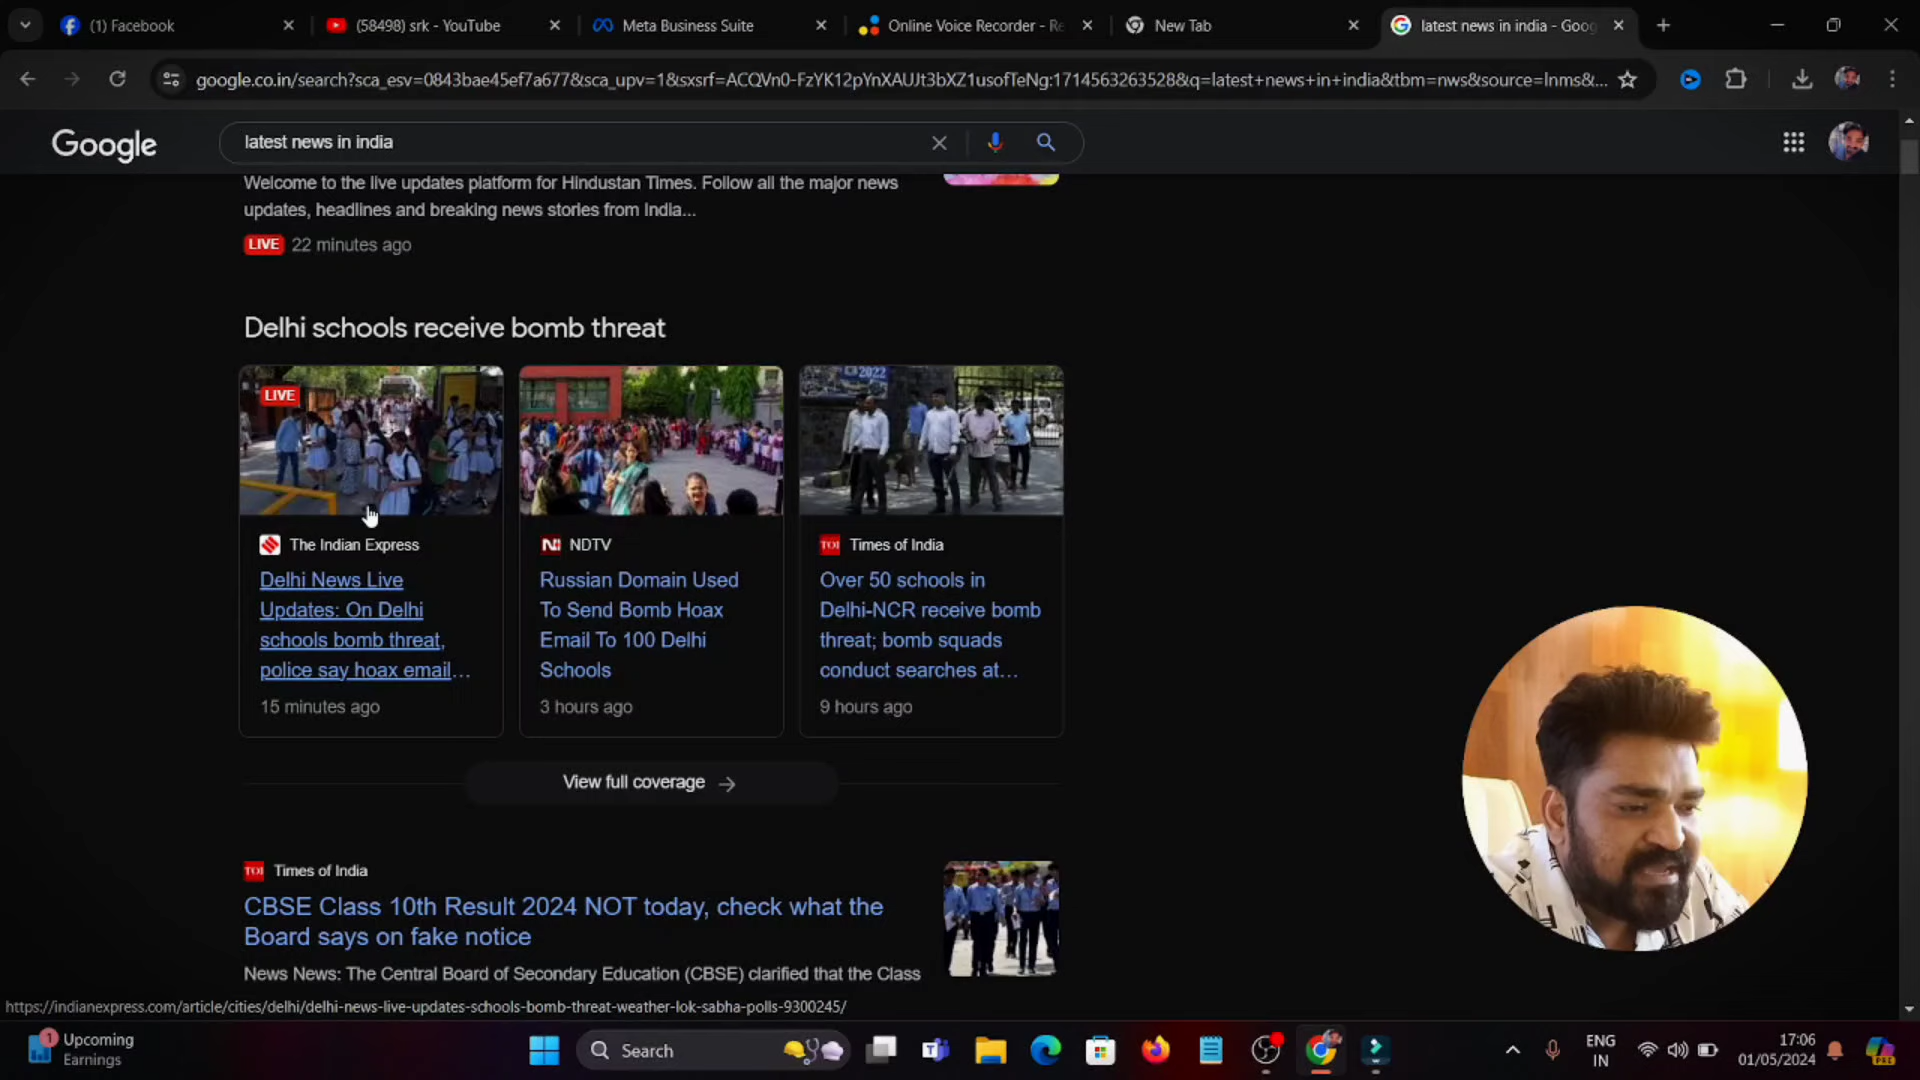 (1) Facebook
(58498) srk - YouTube
Meta Business Suite
Online Voice Recorder - Re
New Tab
latest news in india - Goog
google.co.in/search?sca_esv=0843bae45ef7a677&sca_upv=1&sxsrf=ACQVn0-FzYK12pYnXAUJt3bXZ1usofTeNg:1714563263528&q=latest+news+in+india&tbm=nws&source=lnms&...
Google
latest news in india
Welcome to the live updates platform for Hindustan Times. Follow all the major news
updates, headlines and breaking news stories from India...
LIVE 22 minutes ago
Delhi schools receive bomb threat
LIVE
2022
The Indian Express
Delhi News Live
Updates: On Delhi
schools bomb threat,
police say hoax email...
15 minutes ago
NDTV
Russian Domain Used
To Send Bomb Hoax
Email To 100 Delhi
Schools
3 hours ago
TOI Times of India
Over 50 schools in
Delhi-NCR receive bomb
threat; bomb squads
conduct searches at...
9 hours ago
View full coverage
TOI Times of India
CBSE Class 10th Result 2024 NOT today, check what the
Board says on fake notice
News News: The Central Board of Secondary Education (CBSE) clarified that the Class
https://indianexpress.com/article/cities/delhi/delhi-news-live-updates-schools-bomb-threat-weather-lok-sabha-polls-9300245/
1
Upcoming
Earnings
Search
ENG
IN
17:06
01/05/2024
PRE